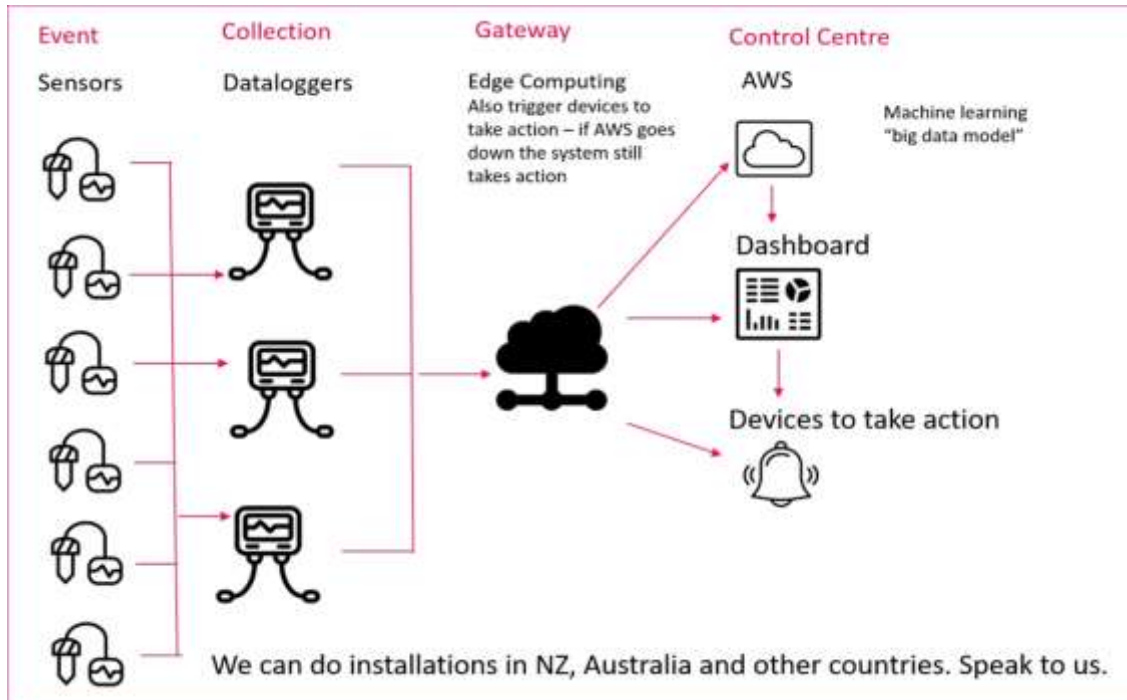 Event
Sensors
Collection
Dataloggers
Gateway
Edge Computing
Also trigger devices to
take action – if AWS goes
down the system still
takes action
Control Centre
AWS
Machine learning
“big data model”
Dashboard
Devices to take action
We can do installations in NZ, Australia and other countries. Speak to us.